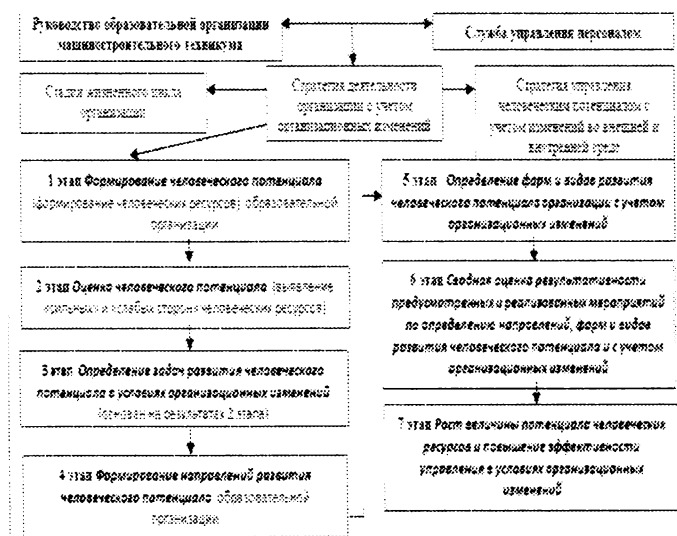 Руководство образовательной организации
машиностроительного техникума
Служба управления персоналом
Стадия жизненного цикла
организации
Стратегия деятельности
организации с учетом
организационных изменений
Стратегия управления
человеческим потенциалом с
учетом изменений во внешней и
внутренней среде
1 этап Формирование человеческого потенциала
(формирование человеческих ресурсов) образовательной
организации
2 этап Оценка человеческого потенциала (выявление
сильных и слабых сторон человеческих ресурсов)
3 этап Определение задач развития человеческого
потенциала в условиях организационных изменений
(основан на результатах 2 этапа)
4 этап Формирование направлений развития
человеческого потенциала образовательной
организации
5 этап Определение форм и видов развития
человеческого потенциала организации с учетом
организационных изменений
6 этап Сводная оценка результативности
предусмотренных и реализованных мероприятий
по определению направлений, форм и видов
развития человеческого потенциала и с учетом
организационных изменений
7 этап Рост величины потенциала человеческих
ресурсов и повышение эффективности
управления в условиях организационных
изменений